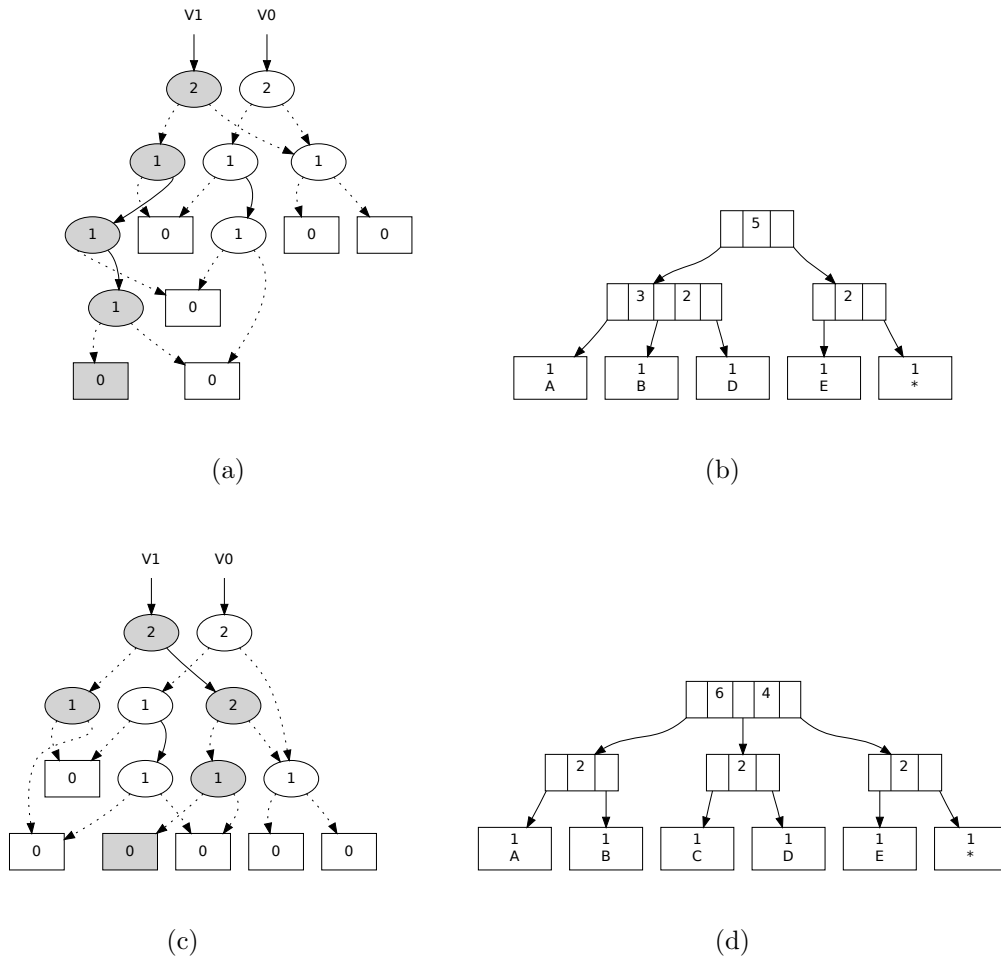 V1 V0
2 2
1 1 1
1 0 1 0 0
1 0
0 0
5
3 2 2
1 1 1 1 1
A B D E *
(a) (b)
V1 V0
2 2
1 1 2
0 1 1 1
0 0 0 0 0
6 4
2 2 2
1 1 1 1 1 1
A B C D E *
(c) (d)